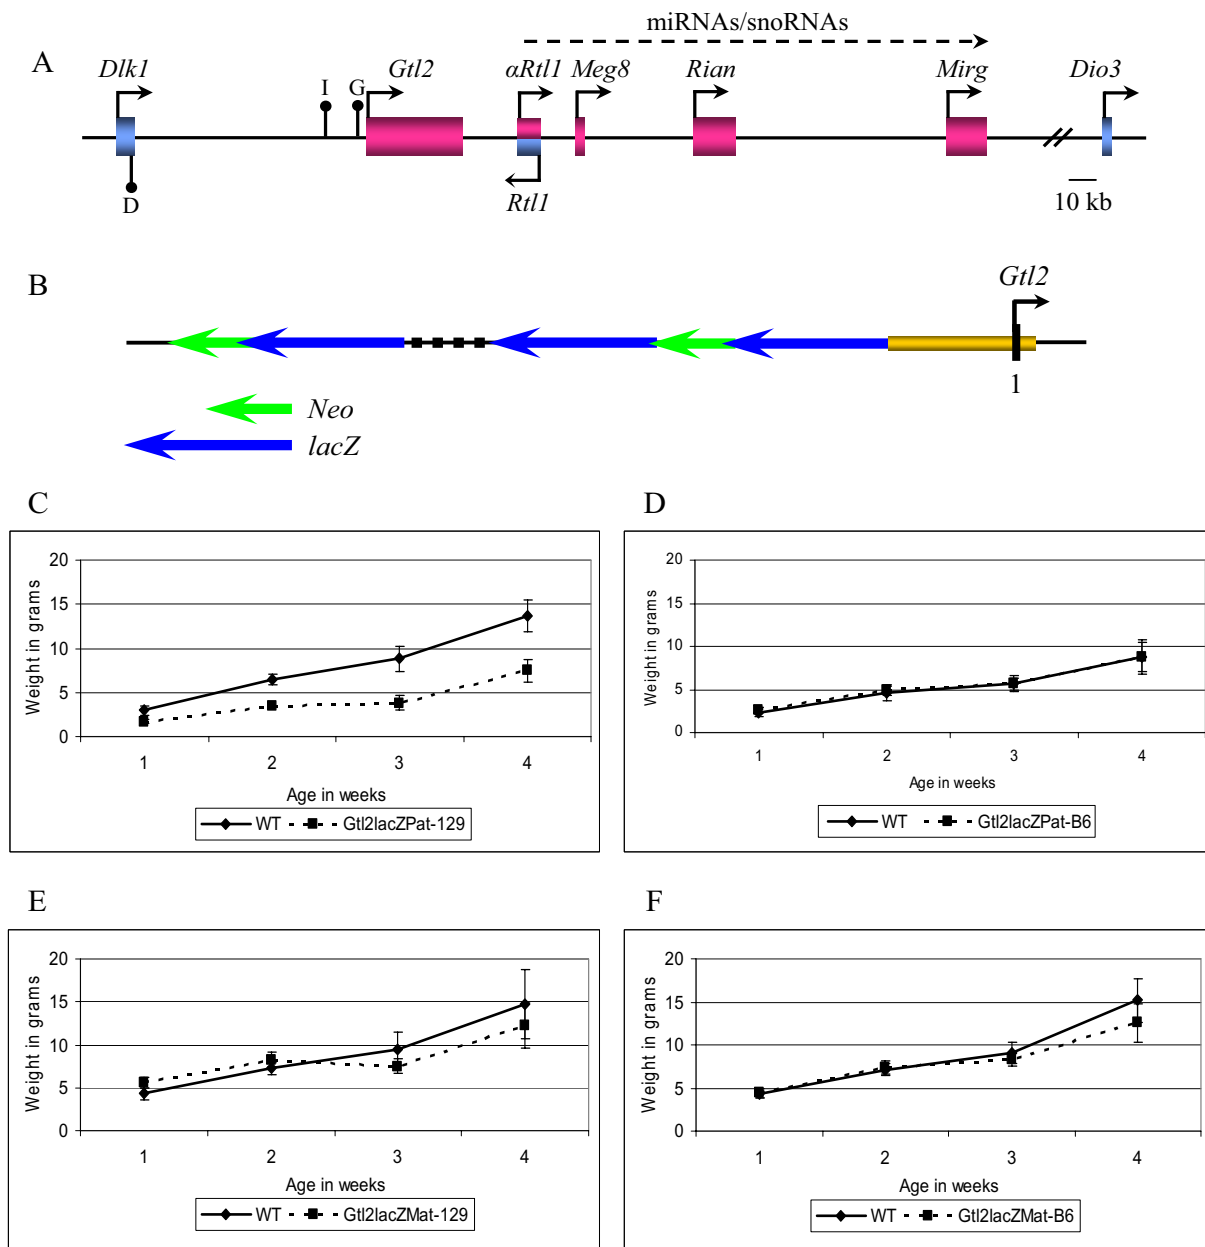 miRNAs/snoRNAs
A
Dlk1
I
G
Gtl2
αRtl1
Meg8
Rian
Mirg
Dio3
D
Rtl1
10 kb
B
Gtl2
1
Neo
lacZ
C
Weight in grams
20
15
10
5
0
1 2 3 4
Age in weeks
WT Gtl2lacZPat-129
D
Weight in grams
20
15
10
5
0
1 2 3 4
Age in weeks
WT Gtl2lacZPat-B6
E
Weight in grams
20
15
10
5
0
1 2 3 4
Age in weeks
WT Gtl2lacZMat-129
F
Weight in grams
20
15
10
5
0
1 2 3 4
Age in weeks
WT Gtl2lacZMat-B6